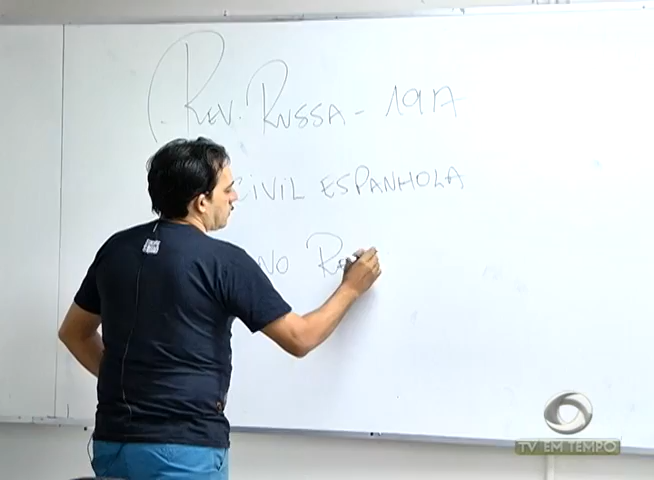 REV. RUSSA - 1917
CIVIL ESPANHOLA
TV EM TEMPO